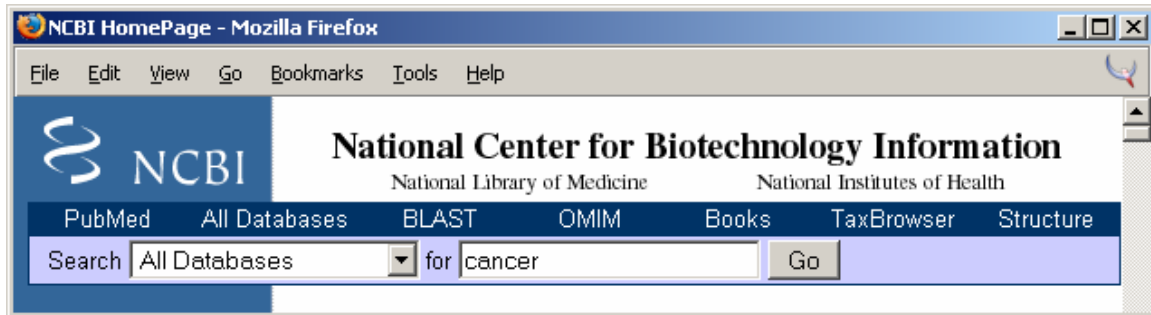 NCBI HomePage - Mozilla Firefox
File Edit View Go Bookmarks Tools Help
NCBI
National Center for Biotechnology Information
National Library of Medicine National Institutes of Health
PubMed All Databases BLAST OMIM Books TaxBrowser Structure
Search All Databases for cancer Go